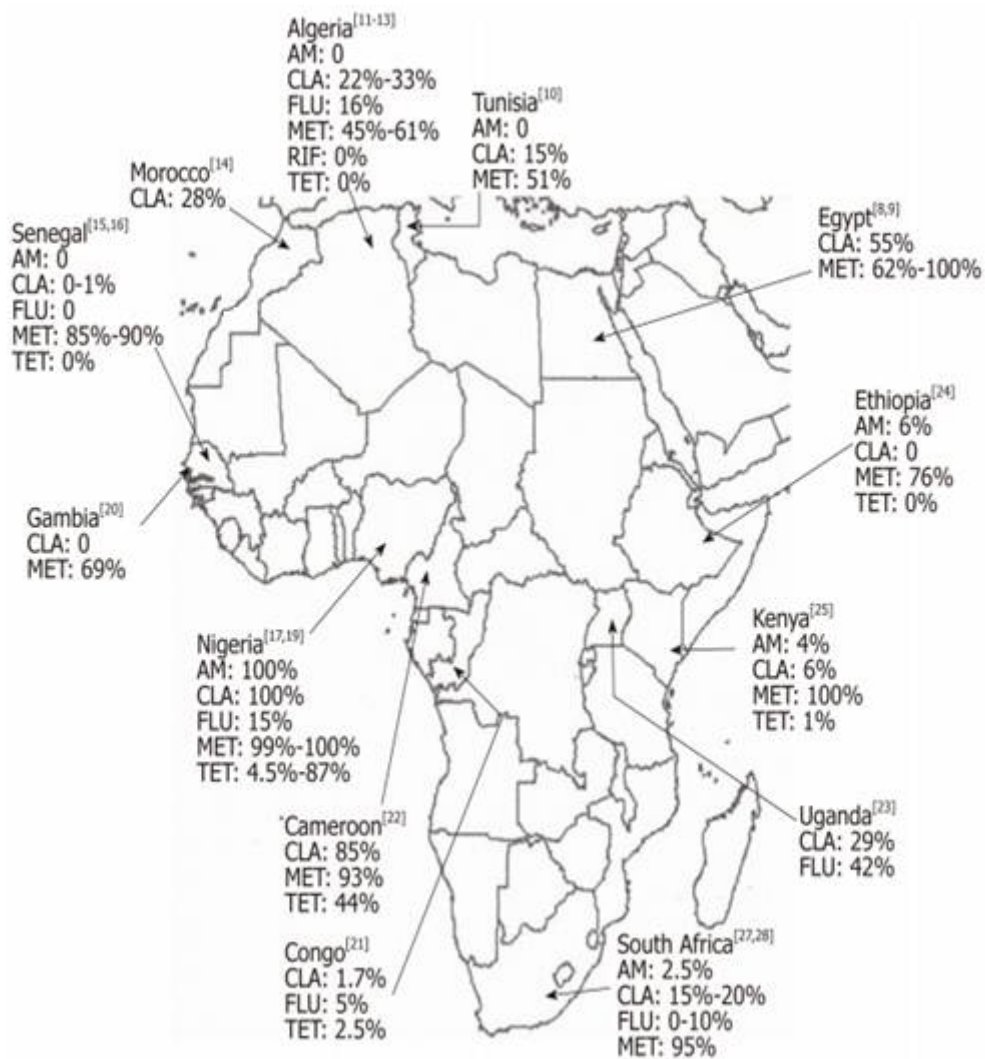 Algeria[11-13]
AM: 0
CLA: 22%-33%
FLU: 16%
MET: 45%-61%
RIF: 0%
TET: 0%
Tunisia[10]
AM: 0
CLA: 15%
MET: 51%
Morocco[14]
CLA: 28%
Senegal[15,16]
AM: 0
CLA: 0-1%
FLU: 0
MET: 85%-90%
TET: 0%
Egypt[8,9]
CLA: 55%
MET: 62%-100%
Ethiopia[24]
AM: 6%
CLA: 0
MET: 76%
TET: 0%
Gambia[20]
CLA: 0
MET: 69%
Nigeria[17,19]
AM: 100%
CLA: 100%
FLU: 15%
MET: 99%-100%
TET: 4.5%-87%
Kenya[25]
AM: 4%
CLA: 6%
MET: 100%
TET: 1%
Cameroon[22]
CLA: 85%
MET: 93%
TET: 44%
Uganda[23]
CLA: 29%
FLU: 42%
Congo[21]
CLA: 1.7%
FLU: 5%
TET: 2.5%
South Africa[27,28]
AM: 2.5%
CLA: 15%-20%
FLU: 0-10%
MET: 95%